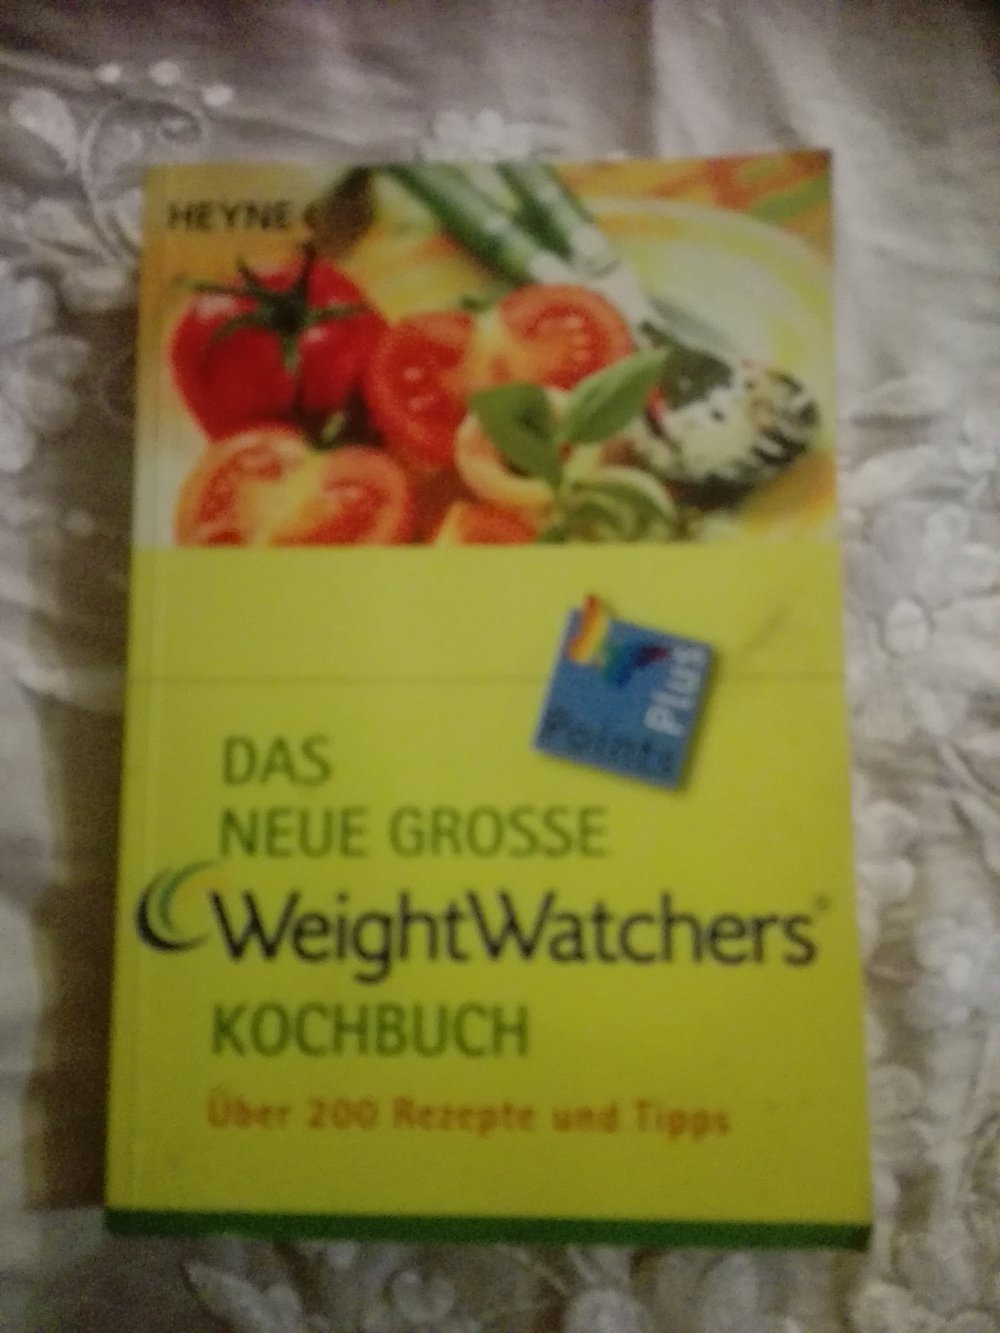 HEYNE
Plus
Points
DAS
NEUE GROSSE
WeightWatchers®
KOCHBUCH
Über 200 Rezepte und Tipps